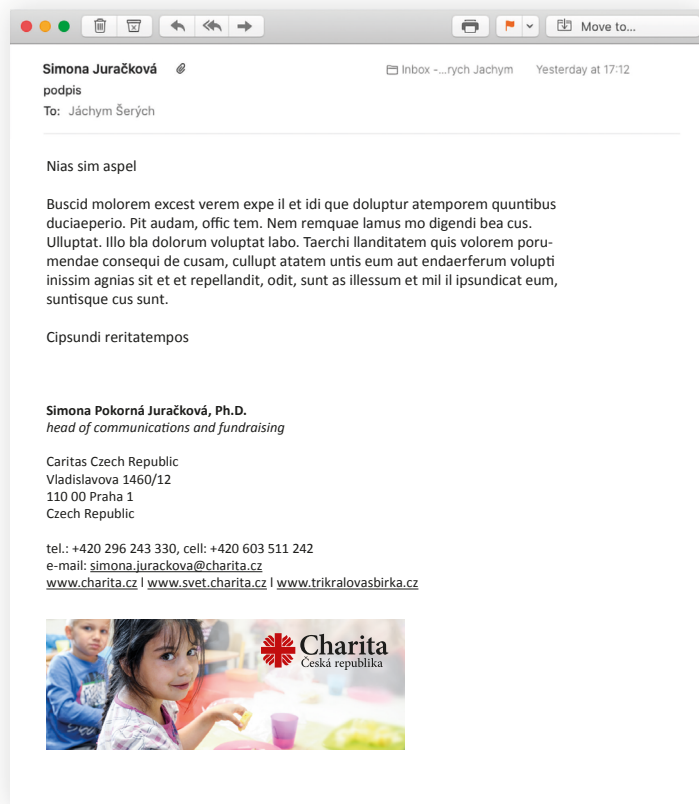 Move to...
Simona Juračková
Inbox -...rych Jachym
Yesterday at 17:12
podpis
To: Jáchym Šerých
Nias sim aspel
Buscid molorem excest verem expe il et idi que doluptur atemporem quuntibus
duciaeperio. Pit audam, offic tem. Nem remquae lamus mo digendi bea cus.
Ulluptat. Illo bla dolorum voluptat labo. Taerchi llanditatem quis volorem poru-
mendae consequi de cusam, cullupt atatem untis eum aut endaerferum volupti
inissim agnias sit et et repellandit, odit, sunt as illessum et mil il ipsundicat eum,
suntisque cus sunt.
Cipsundi reritatempos
Simona Pokorná Juračková, Ph.D.
head of communications and fundraising
Caritas Czech Republic
Vladislavova 1460/12
110 00 Praha 1
Czech Republic
tel.: +420 296 243 330, cell: +420 603 511 242
e-mail: simona.jurackova@charita.cz
www.charita.cz l www.svet.charita.cz l www.trikralovasbirka.cz
Charita
Česká republika